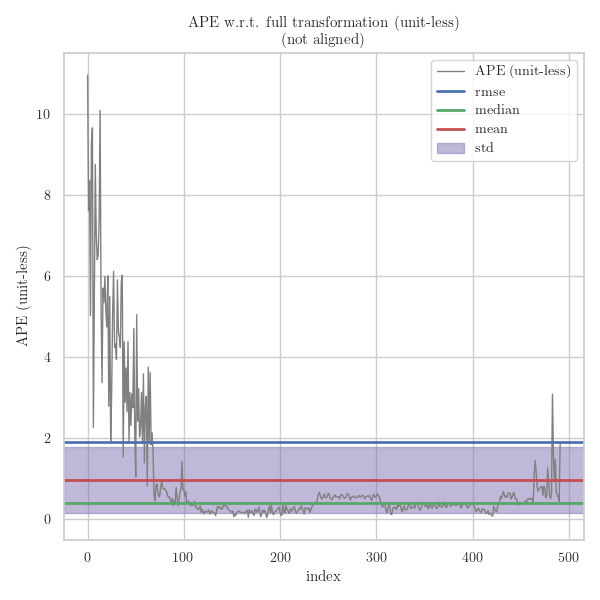 APE w.r.t. full transformation (unit-less)
(not aligned)
APE (unit-less)
rmse
median
mean
std
APE (unit-less)
10
8
6
4
2
0
0
100
200
300
400
500
index